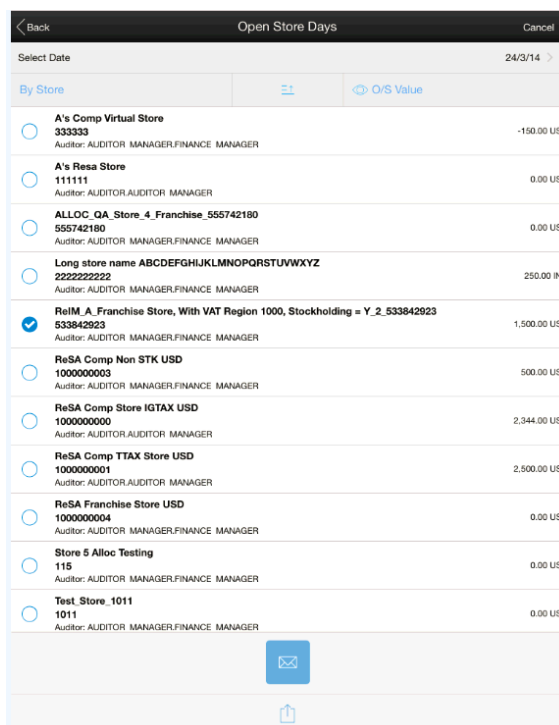 Back
Open Store Days
Cancel
Select Date
24/3/14
By Store
O/S Value
A's Comp Virtual Store
333333
-150.00 US
Auditor: AUDITOR MANAGER.FINANCE MANAGER
A's Resa Store
111111
0.00 US
Auditor: AUDITOR.AUDITOR MANAGER
ALLOC_QA_Store_4_Franchise_555742180
555742180
0.00 US
Auditor: AUDITOR MANAGER.FINANCE MANAGER
Long store name ABCDEFGHIJKLMNOPQRSTUVWXYZ
2222222222
250.00 IN
Auditor: AUDITOR MANAGER.FINANCE MANAGER
ReIM_A_Franchise Store, With VAT Region 1000, Stockholding = Y_2_533842923
533842923
1,500.00 US
Auditor: AUDITOR MANAGER.FINANCE MANAGER
ReSA Comp Non STK USD
1000000003
500.00 US
Auditor: AUDITOR MANAGER.FINANCE MANAGER
ReSA Comp Store IGTAX USD
1000000000
2,344.00 US
Auditor: AUDITOR.AUDITOR MANAGER
ReSA Comp TTAX Store USD
1000000001
2,500.00 US
Auditor: AUDITOR.AUDITOR MANAGER
ReSA Franchise Store USD
1000000004
0.00 US
Auditor: AUDITOR MANAGER.FINANCE MANAGER
Store 5 Alloc Testing
115
0.00 US
Auditor: AUDITOR MANAGER.FINANCE MANAGER
Test_Store_1011
1011
0.00 US
Auditor: AUDITOR MANAGER.FINANCE MANAGER